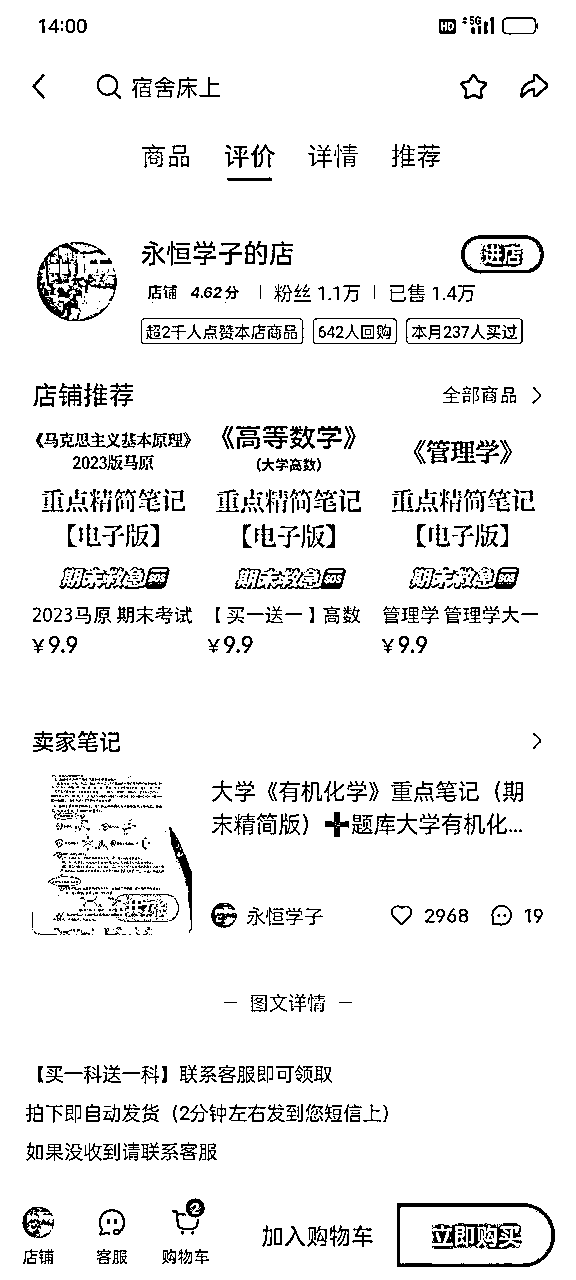 14:00 HD 5G
宿舍床上
商品 评价 详情 推荐
永恒学子的店 进店
店铺 4.62分 粉丝 1.1万 已售 1.4万
超2千人点赞本店商品 642人回购 本月237人买过
店铺推荐 全部商品
《马克思主义基本原理》
2023版马原
重点精简笔记
【电子版】
期末救急 SOS
2023马原 期末考试
¥9.9
《高等数学》
(大学高数)
重点精简笔记
【电子版】
期末救急 SOS
【买一送一】高数
¥9.9
《管理学》
重点精简笔记
【电子版】
期末救急 SOS
管理学 管理学大一
¥9.9
卖家笔记
大学《有机化学》重点笔记（期
末精简版）➕题库大学有机化...
永恒学子 2968 19
— 图文详情 —
【买一科送一科】联系客服即可领取
拍下即自动发货（2分钟左右发到您短信上）
如果没收到请联系客服
店铺 客服 购物车 2 加入购物车 立即购买